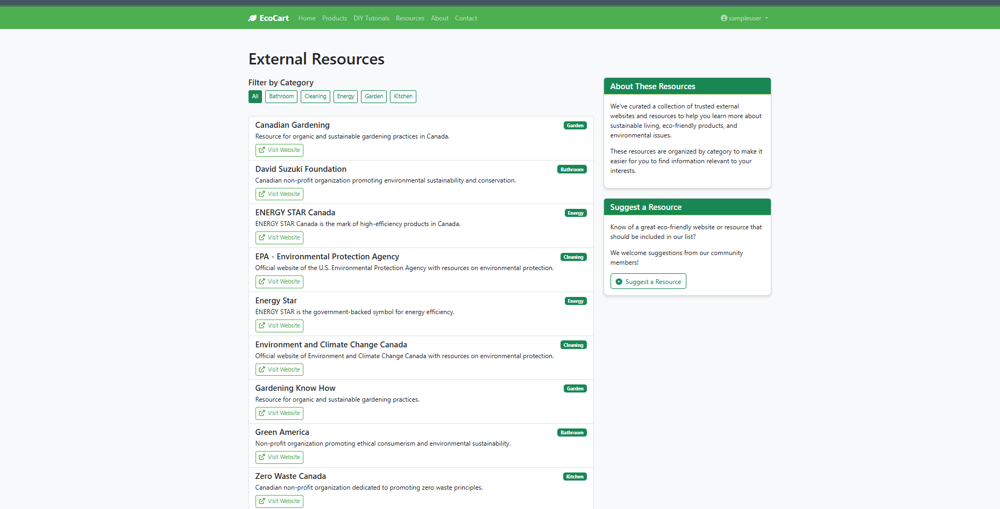 EcoCart Home Products DIY Tutorials Resources About Contact sampleuser
External Resources
Filter by Category
All Bathroom Cleaning Energy Garden Kitchen
Canadian Gardening Garden
Resource for organic and sustainable gardening practices in Canada.
Visit Website
David Suzuki Foundation Bathroom
Canadian non-profit organization promoting environmental sustainability and conservation.
Visit Website
ENERGY STAR Canada Energy
ENERGY STAR Canada is the mark of high-efficiency products in Canada.
Visit Website
EPA - Environmental Protection Agency Cleaning
Official website of the U.S. Environmental Protection Agency with resources on environmental protection.
Visit Website
Energy Star Energy
ENERGY STAR is the government-backed symbol for energy efficiency.
Visit Website
Environment and Climate Change Canada Cleaning
Official website of Environment and Climate Change Canada with resources on environmental protection.
Visit Website
Gardening Know How Garden
Resource for organic and sustainable gardening practices.
Visit Website
Green America Bathroom
Non-profit organization promoting ethical consumerism and environmental sustainability.
Visit Website
Zero Waste Canada Kitchen
Canadian non-profit organization dedicated to promoting zero waste principles.
Visit Website
About These Resources
We've curated a collection of trusted external
websites and resources to help you learn more about
sustainable living, eco-friendly products, and
environmental issues.
These resources are organized by category to make it
easier for you to find information relevant to your
interests.
Suggest a Resource
Know of a great eco-friendly website or resource that
should be included in our list?
We welcome suggestions from our community
members!
Suggest a Resource